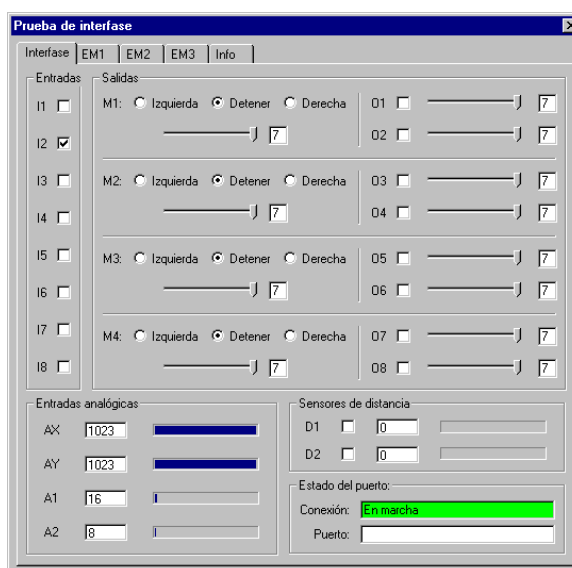 Prueba de interfase
Interfase EM1 EM2 EM3 Info
Entradas Salidas
I1 M1: Izquierda Detener Derecha O1 7
I2 7 O2 7
I3 M2: Izquierda Detener Derecha O3 7
I4 7 O4 7
I5 M3: Izquierda Detener Derecha O5 7
I6 7 O6 7
I7 M4: Izquierda Detener Derecha O7 7
I8 7 O8 7
Entradas analógicas Sensores de distancia
AX 1023 D1 0
AY 1023 D2 0
A1 16 Estado del puerto:
Conexión: En marcha
A2 8 Puerto: